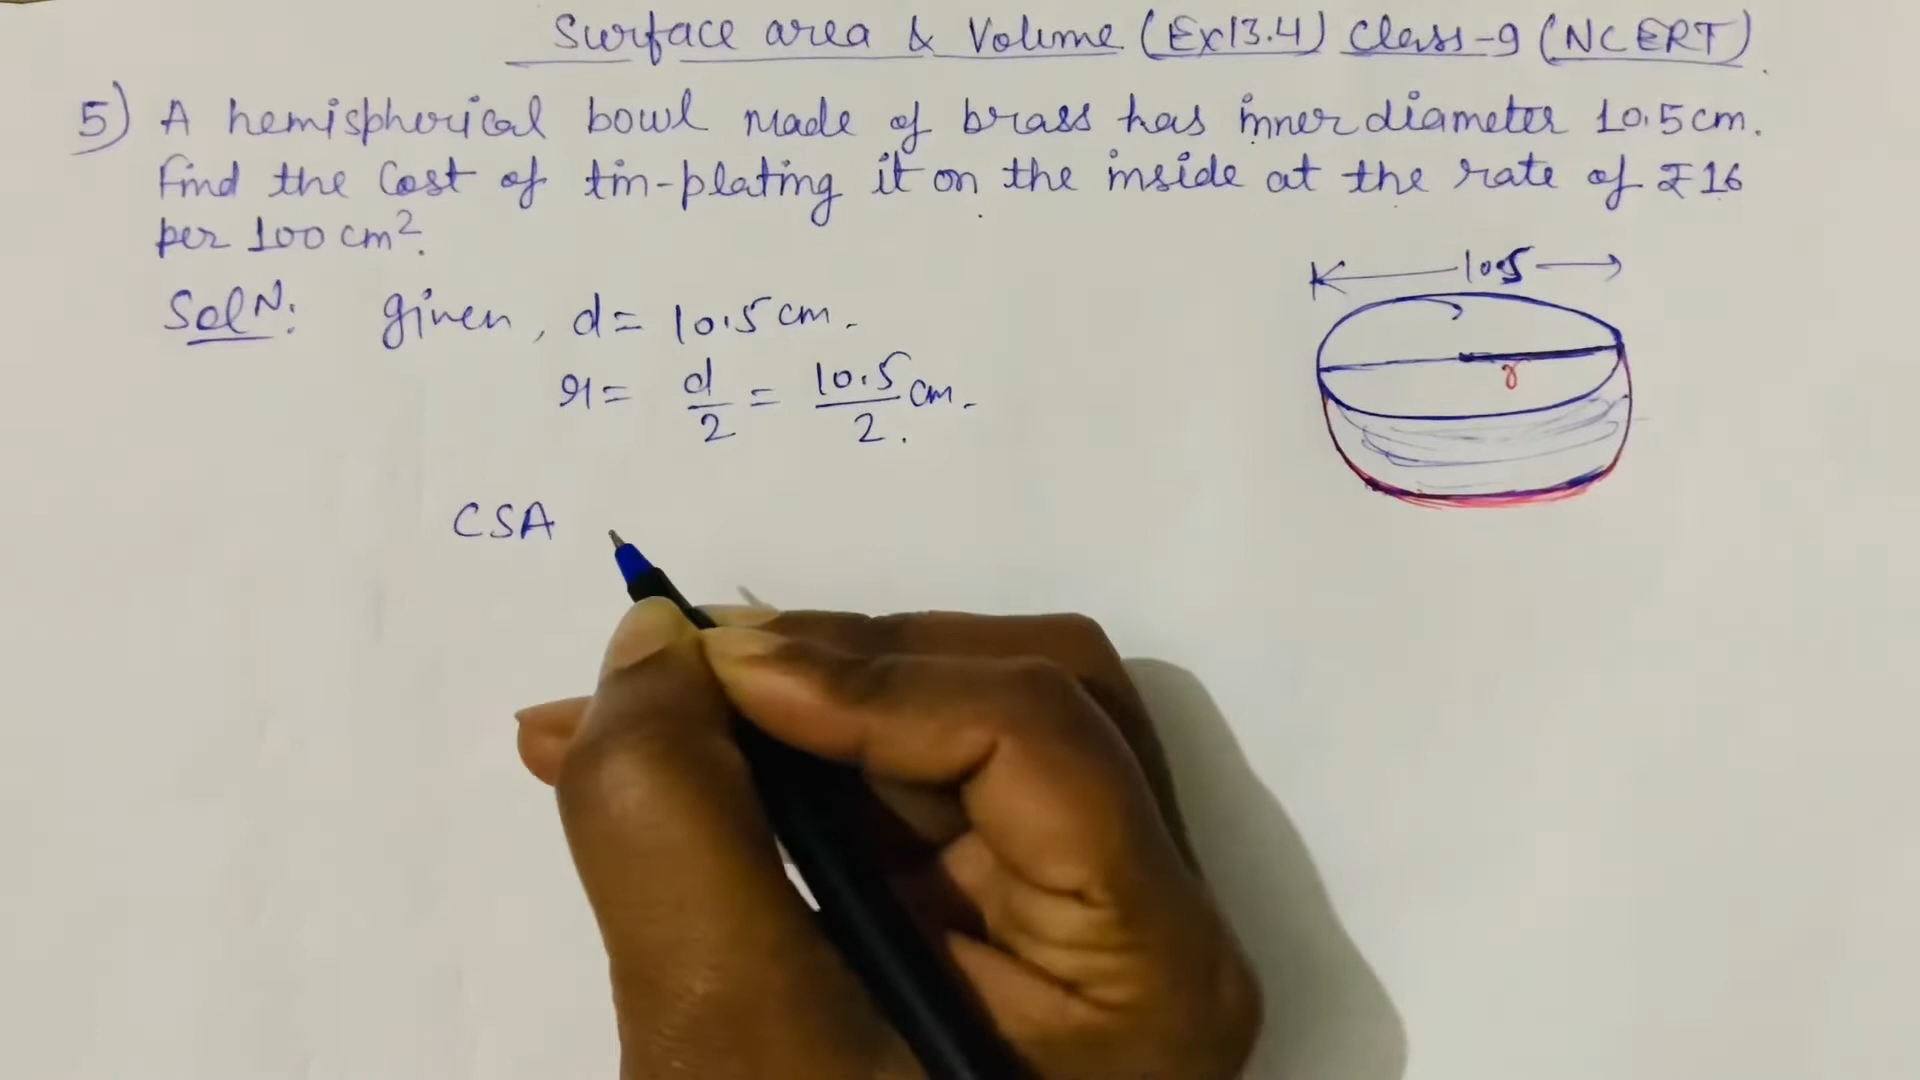 Surface area & Volume (Ex13.4) Class-9 (NCERT)
5) A hemispherical bowl made of brass has inner diameter 10.5cm.
Find the Cost of tin-plating it on the inside at the rate of ₹16
per 100 cm².
SolN: given, d = 10.5 cm.
r = d/2 = 10.5/2 cm.
CSA
10.5
r